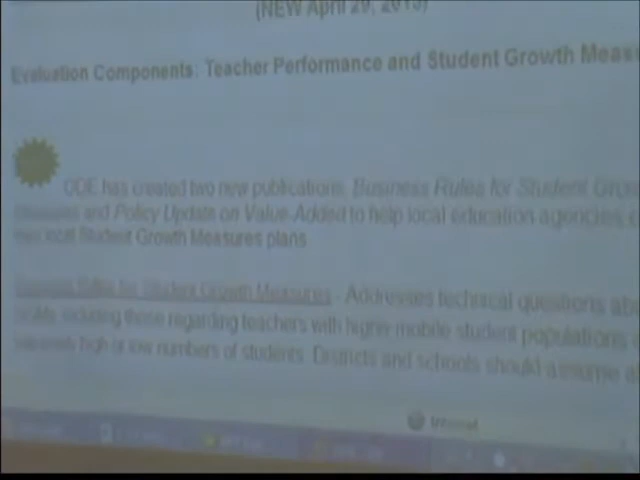 (NEW April 29, 2013)
Evaluation Components: Teacher Performance and Student Growth Meas
ODE has created two new publications, Business Rules for Student Gro
Measures and Policy Update on Value-Added to help local education agencies
local Student Growth Measures plans
Business Rules for Student Growth Measures - Addresses technical questions ab
including those regarding teachers with higher mobile student populations
high or low numbers of students. Districts and schools should assume
Internet